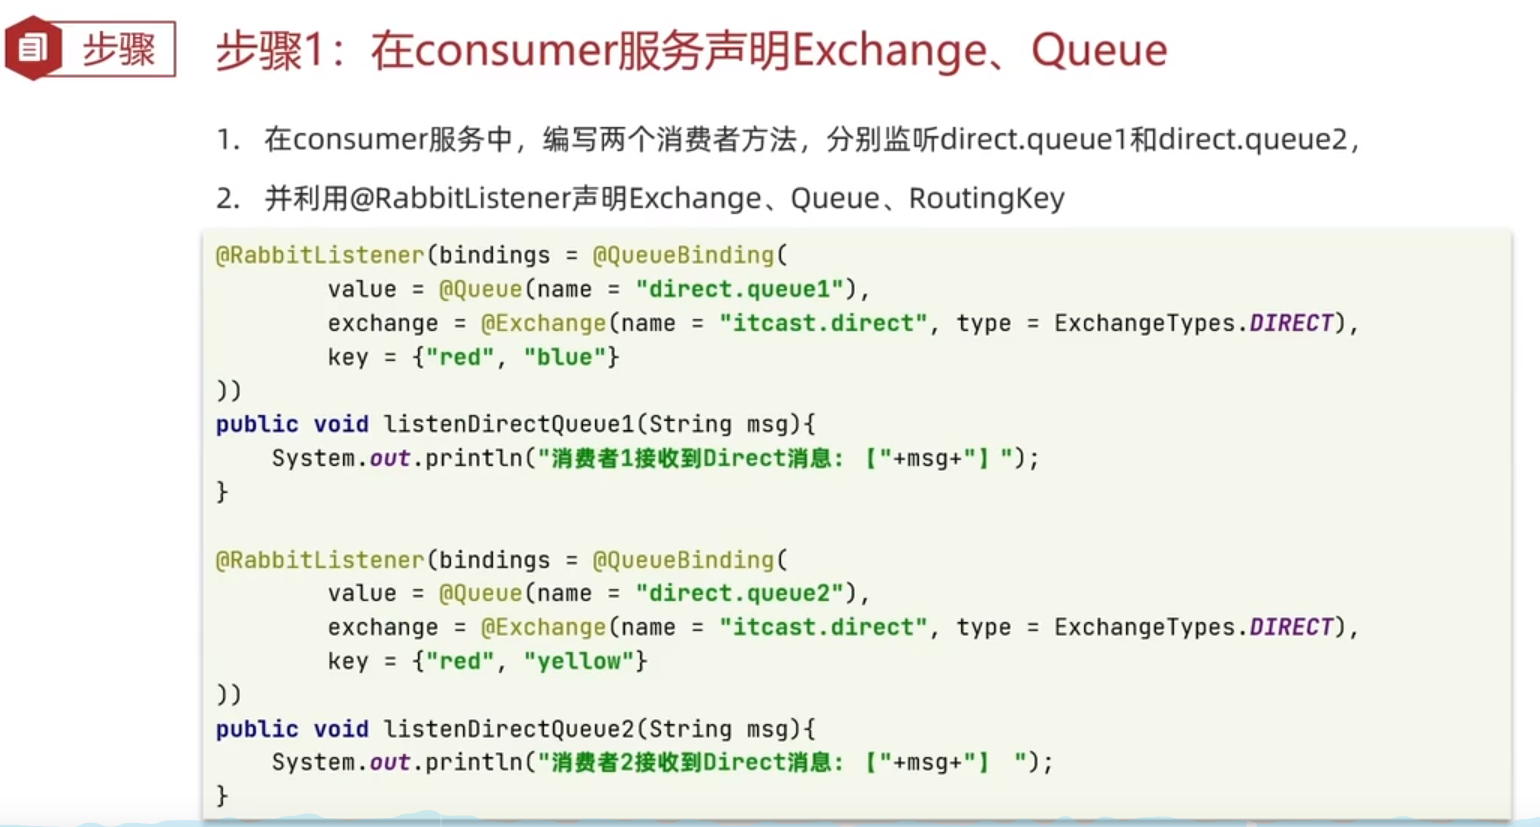 步骤
步骤1：在consumer服务声明Exchange、Queue
1. 在consumer服务中，编写两个消费者方法，分别监听direct.queue1和direct.queue2，
2. 并利用@RabbitListener声明Exchange、Queue、RoutingKey
@RabbitListener(bindings = @QueueBinding(
        value = @Queue(name = "direct.queue1"),
        exchange = @Exchange(name = "itcast.direct", type = ExchangeTypes.DIRECT),
        key = {"red", "blue"}
))
public void listenDirectQueue1(String msg){
    System.out.println("消费者1接收到Direct消息：【"+msg+"】");
}
@RabbitListener(bindings = @QueueBinding(
        value = @Queue(name = "direct.queue2"),
        exchange = @Exchange(name = "itcast.direct", type = ExchangeTypes.DIRECT),
        key = {"red", "yellow"}
))
public void listenDirectQueue2(String msg){
    System.out.println("消费者2接收到Direct消息：【"+msg+"】 ");
}